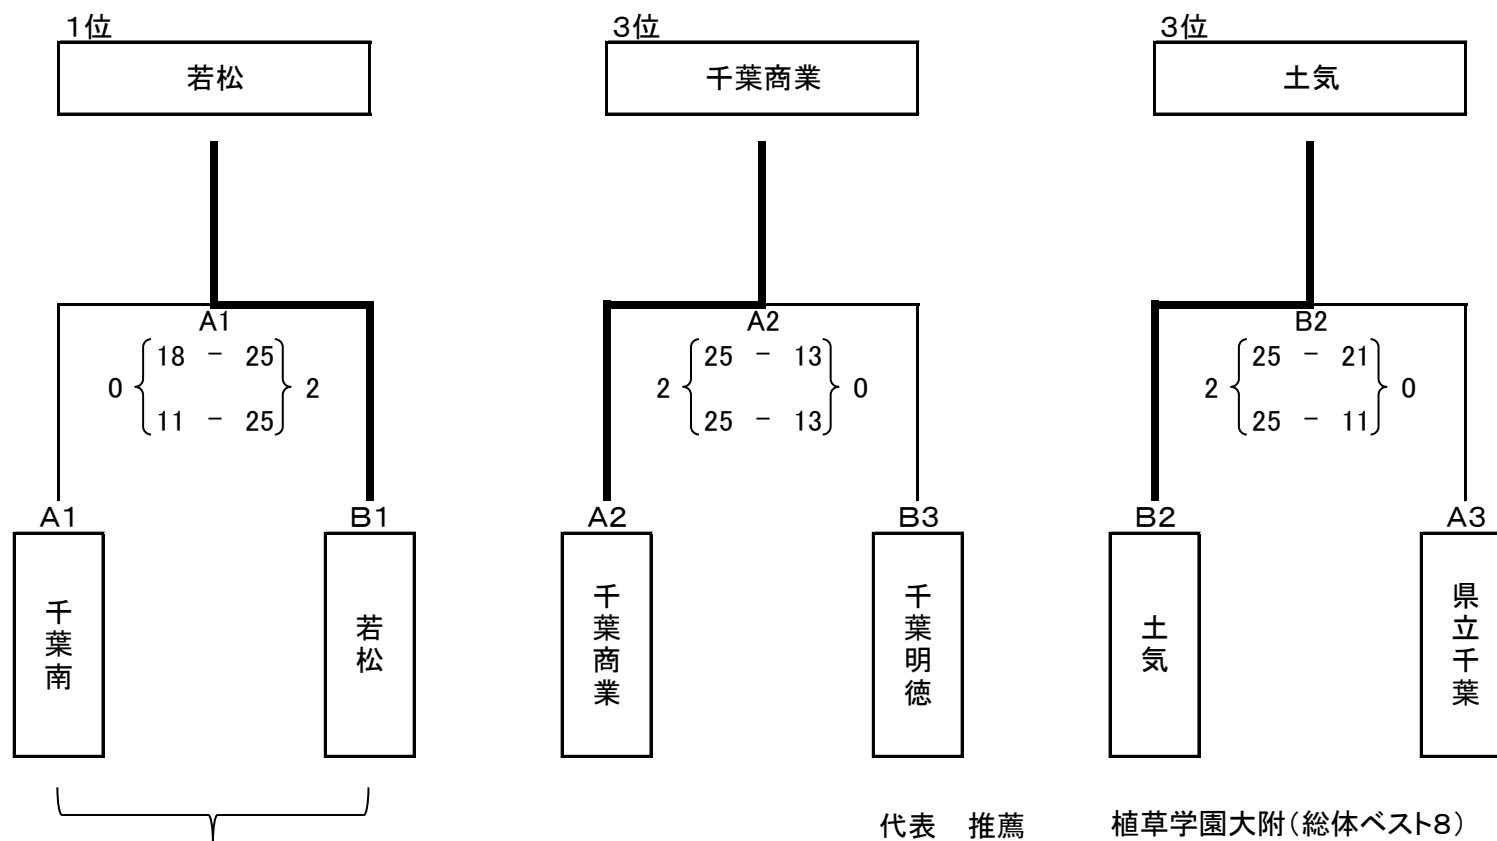 1位 3位 3位
若松 千葉商業 土気
A1 A2 B2
18 － 25 25 － 13 25 － 21
0 2 2 0 2 0
11 － 25 25 － 13 25 － 11
A1 B1 A2 B3 B2 A3
千葉南 若松 千葉商業 千葉明徳 土気 県立千葉
代表 推薦 植草学園大附(総体ベスト8)